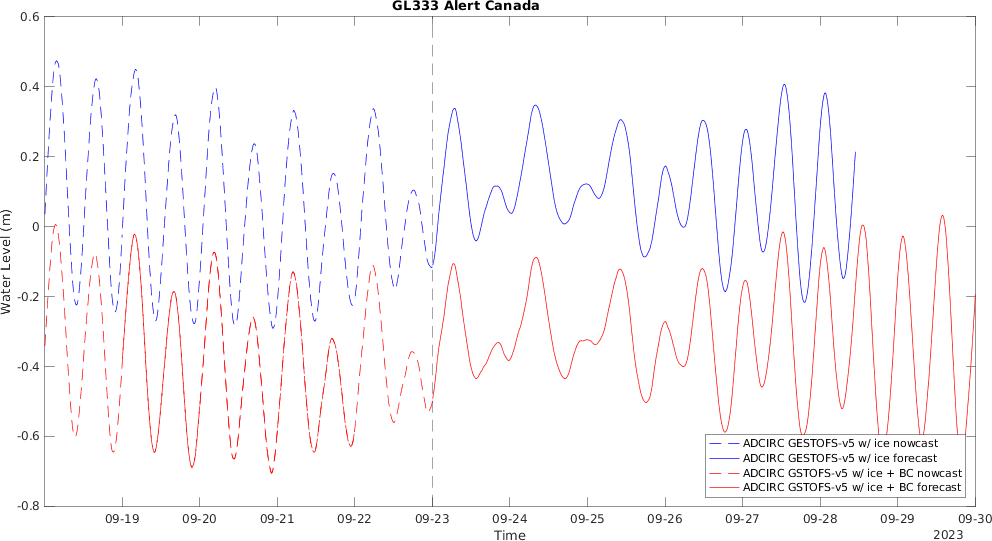 GL333 Alert Canada
0.6
0.4
0.2
0
-0.2
-0.4
-0.6
-0.8
Water Level (m)
ADCIRC GESTOFS-v5 w/ ice nowcast
ADCIRC GESTOFS-v5 w/ ice forecast
ADCIRC GSTOFS-v5 w/ ice + BC nowcast
ADCIRC GSTOFS-v5 w/ ice + BC forecast
09-19 09-20 09-21 09-22 09-23 09-24 09-25 09-26 09-27 09-28 09-29 09-30
Time
2023